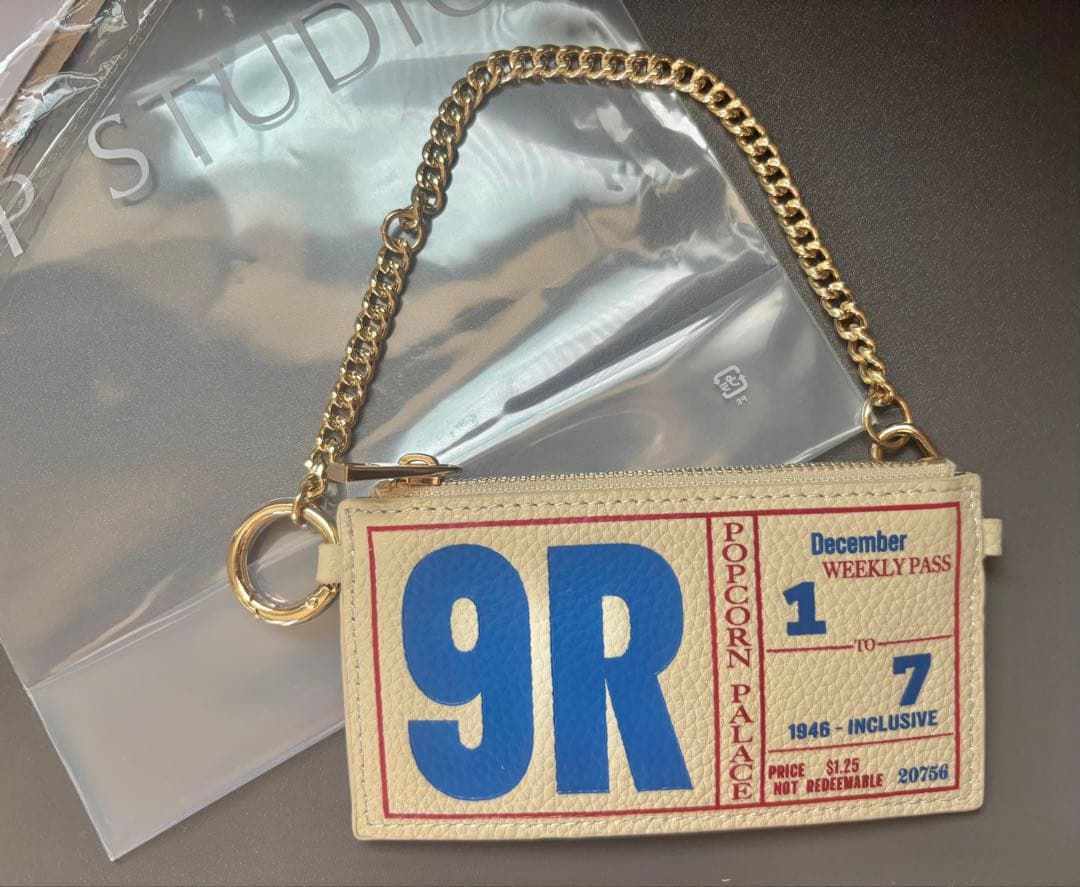 P STUDIO
9R
POPCORN PALACE
December
WEEKLY PASS
1
TO
7
1946 - INCLUSIVE
PRICE $1.25
NOT REDEEMABLE 20756